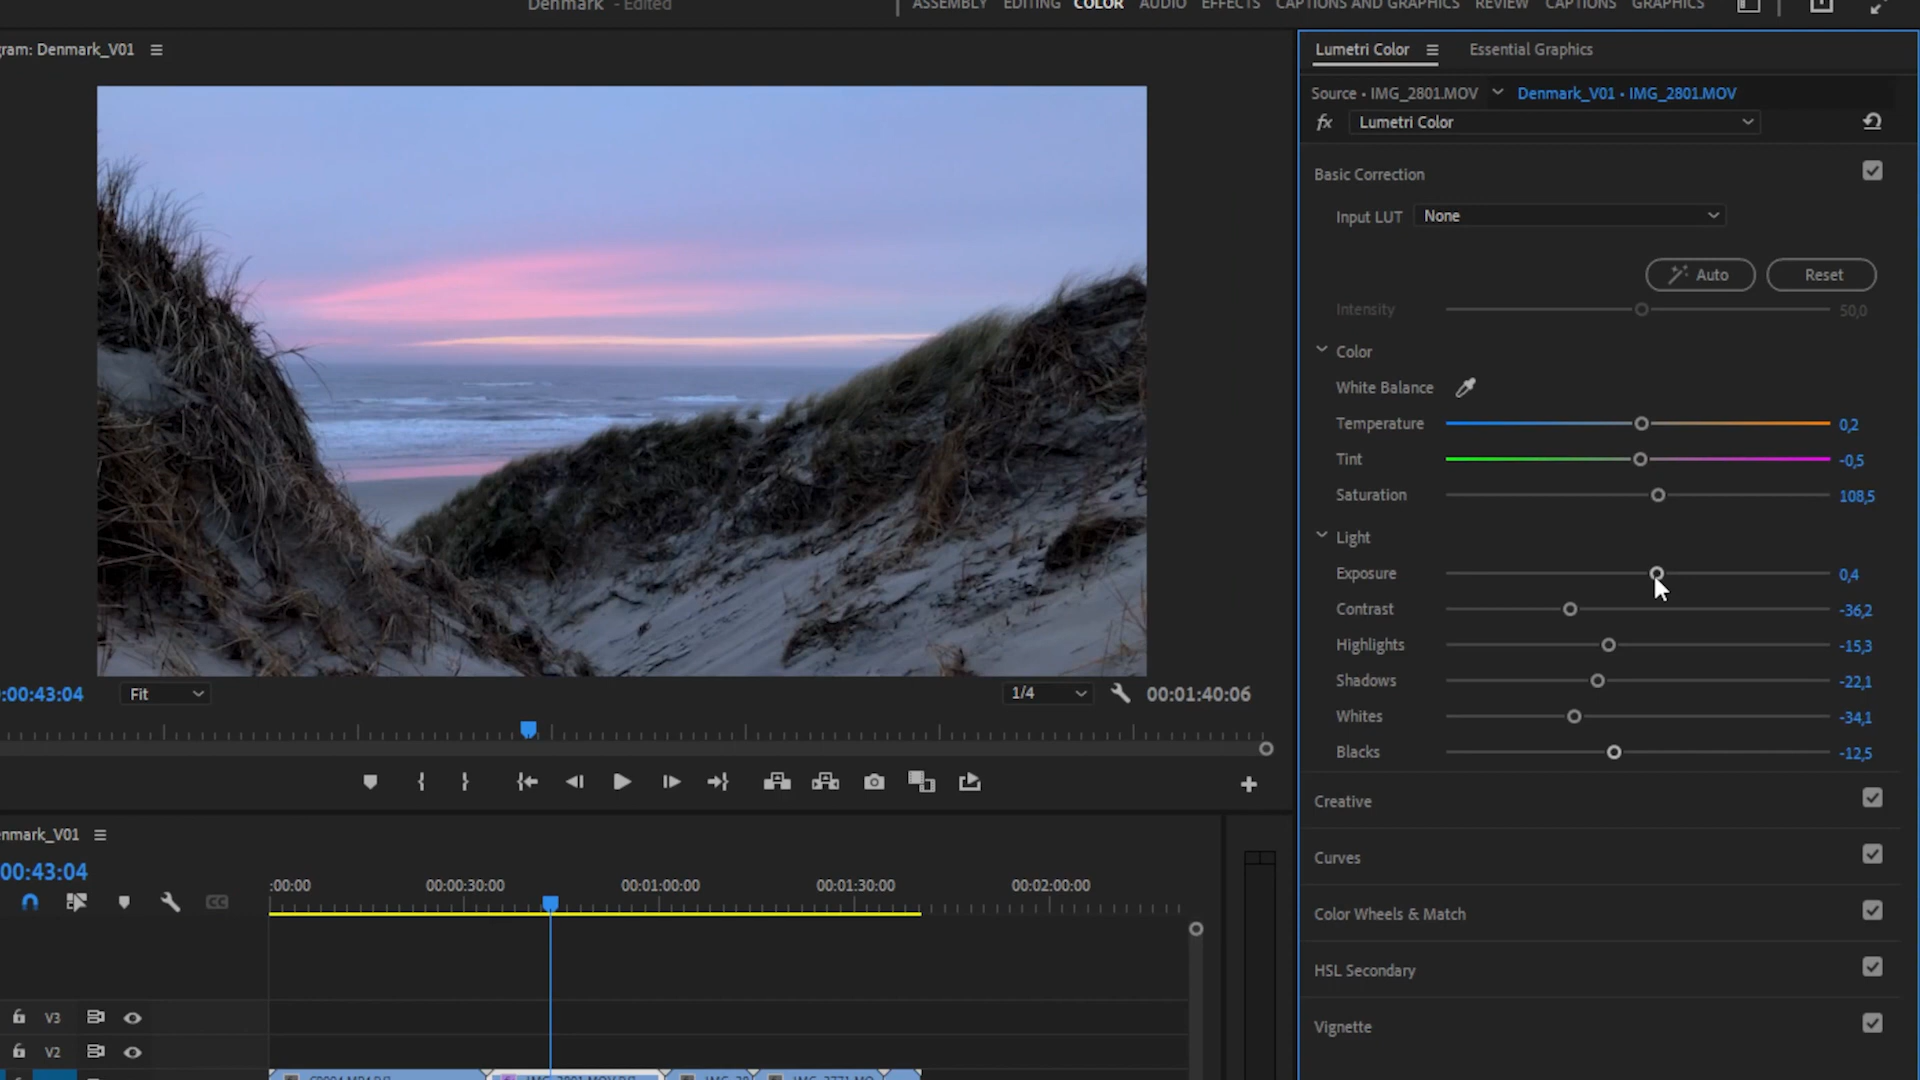 Denmark - Edited
ASSEMBLY EDITING COLOR AUDIO EFFECTS CAPTIONS AND GRAPHICS REVIEW CAPTIONS GRAPHICS
gram: Denmark_V01
Lumetri Color Essential Graphics
Source • IMG_2801.MOV Denmark_V01 • IMG_2801.MOV
fx Lumetri Color
Basic Correction
Input LUT None
Auto Reset
Intensity 50,0
Color
White Balance
Temperature 0,2
Tint -0,5
Saturation 108,5
Light
Exposure 0,4
Contrast -36,2
Highlights -15,3
Shadows -22,1
Whites -34,1
Blacks -12,5
Creative
Curves
Color Wheels & Match
HSL Secondary
Vignette
:00:43:04 Fit 1/4 00:01:40:06
enmark_V01
00:43:04
:00:00 00:00:30:00 00:01:00:00 00:01:30:00 00:02:00:00
CC
V3
V2